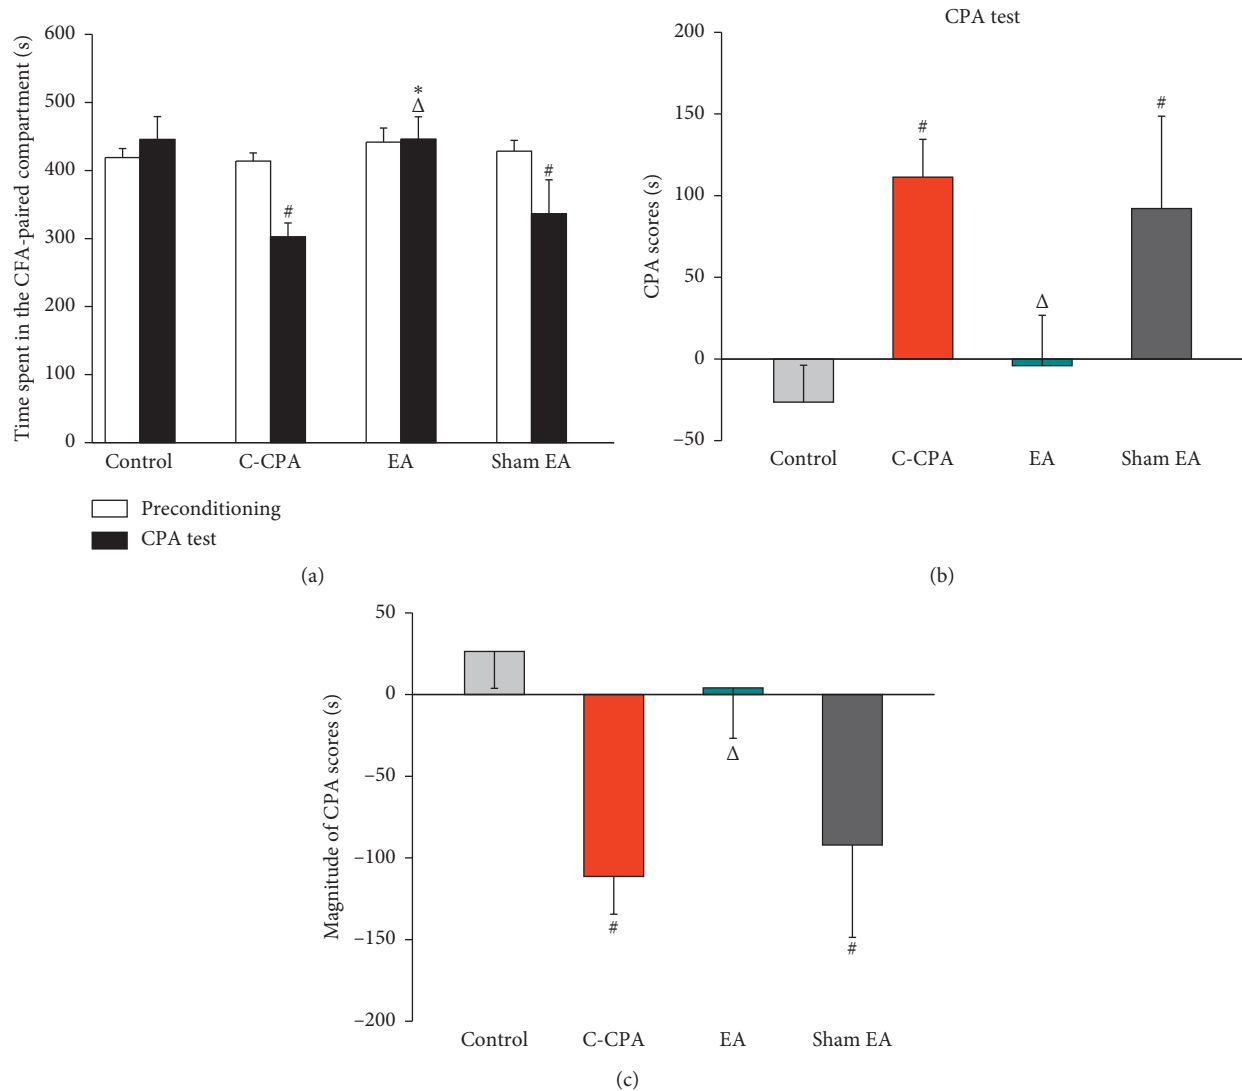 Time spent in the CFA-paired compartment (s)
600
500
400
300
200
100
0
*
Δ
#
#
Control C-CPA EA Sham EA
Preconditioning
CPA test
(a)
CPA test
CPA scores (s)
200
150
100
50
0
−50
#
#
Δ
Control C-CPA EA Sham EA
(b)
Magnitude of CPA scores (s)
50
0
−50
−100
−150
−200
Δ
#
#
Control C-CPA EA Sham EA
(c)